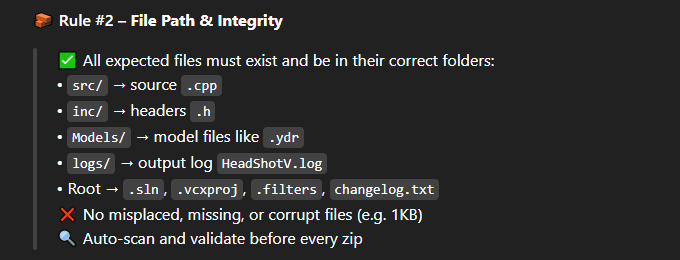 🧱 Rule #2 – File Path & Integrity
✅ All expected files must exist and be in their correct folders:
• src/ → source .cpp
• inc/ → headers .h
• Models/ → model files like .ydr
• logs/ → output log HeadShotV.log
• Root → .sln, .vcxproj, .filters, changelog.txt
❌ No misplaced, missing, or corrupt files (e.g. 1KB)
🔍 Auto-scan and validate before every zip